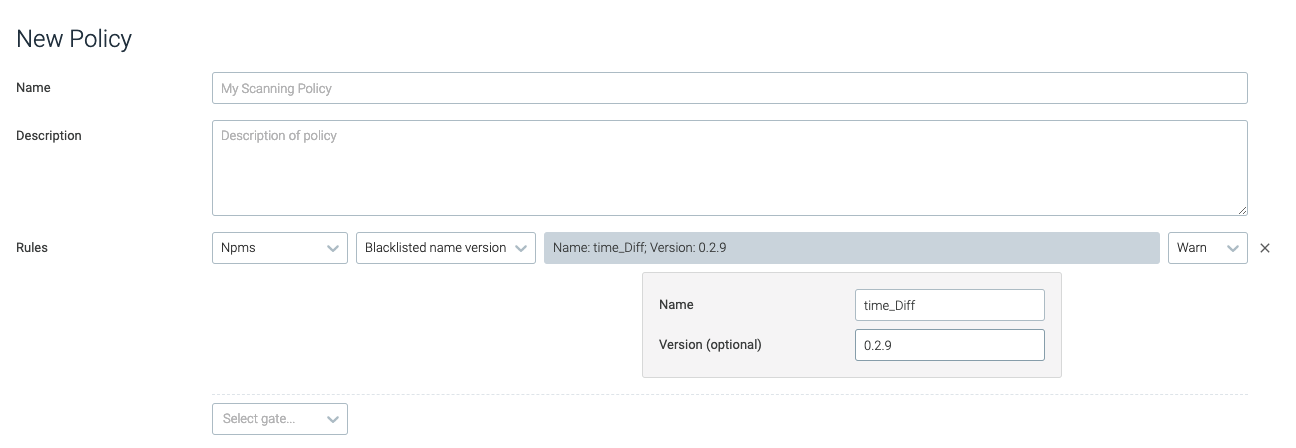 New Policy
Name
My Scanning Policy
Description
Description of policy
Rules
Npms
Blacklisted name version
Name: time_Diff; Version: 0.2.9
Warn
Name
time_Diff
Version (optional)
0.2.9
Select gate...